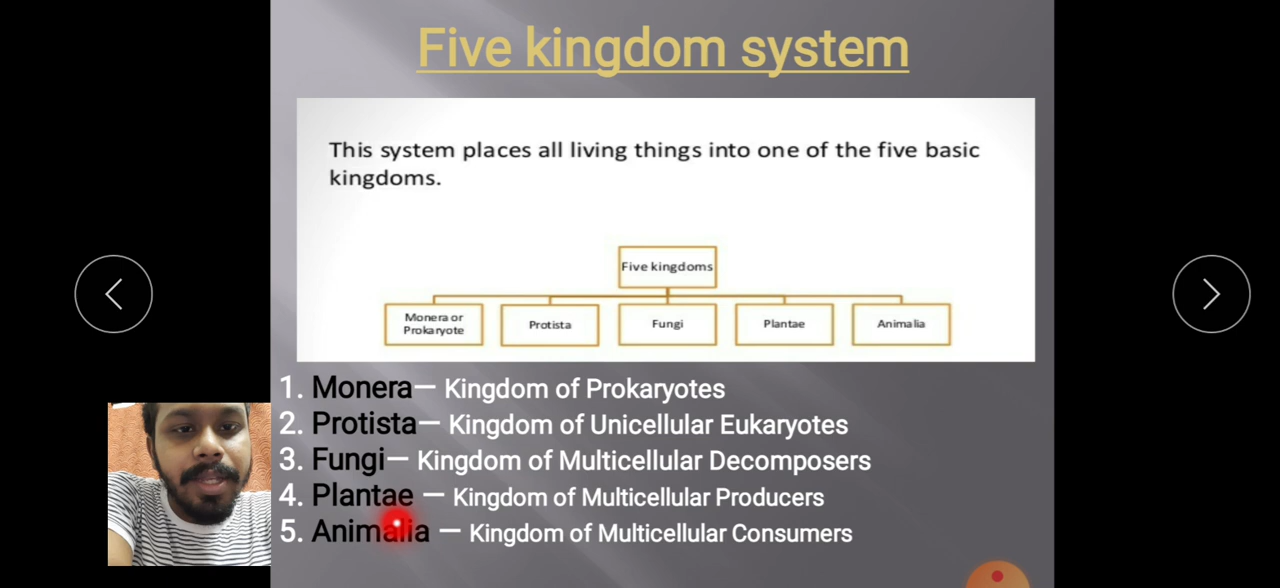 Five kingdom system
This system places all living things into one of the five basic
kingdoms.
Five kingdoms
Monera or
Prokaryote
Protista
Fungi
Plantae
Animalia
1. Monera— Kingdom of Prokaryotes
2. Protista— Kingdom of Unicellular Eukaryotes
3. Fungi— Kingdom of Multicellular Decomposers
4. Plantae — Kingdom of Multicellular Producers
5. Animalia — Kingdom of Multicellular Consumers